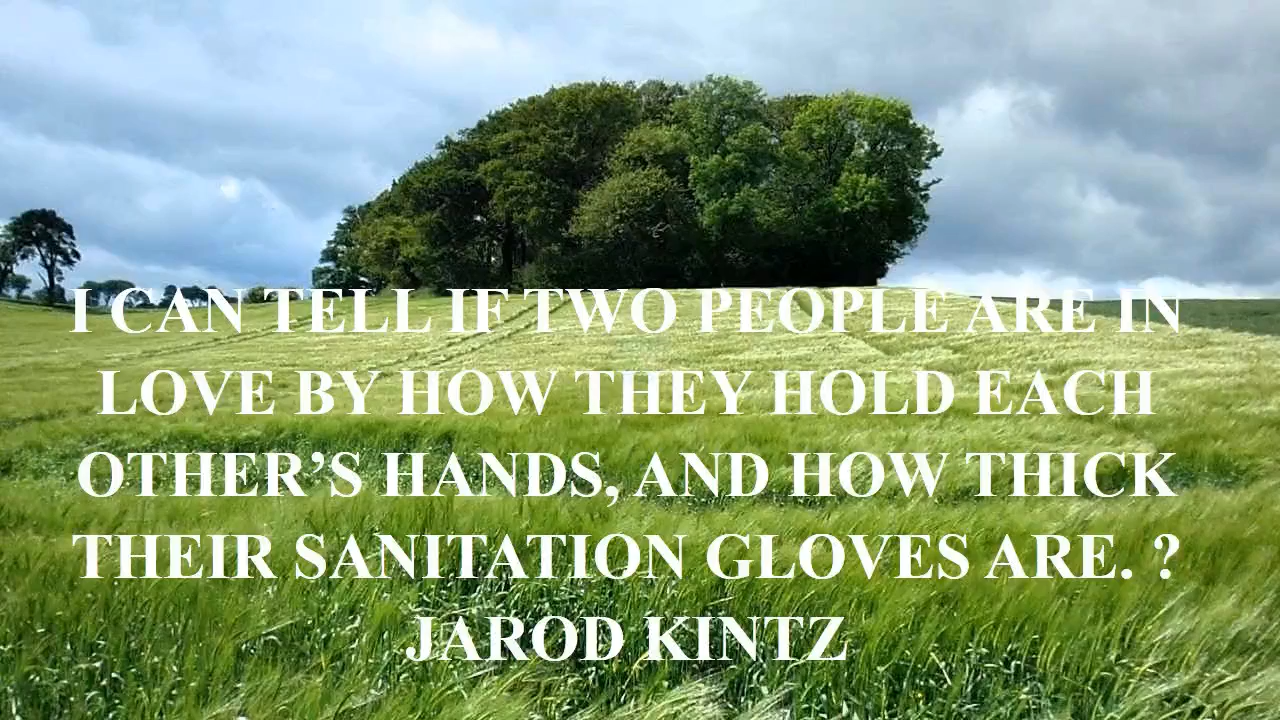 I CAN TELL IF TWO PEOPLE ARE IN
LOVE BY HOW THEY HOLD EACH
OTHER’S HANDS, AND HOW THICK
THEIR SANITATION GLOVES ARE. ?
JAROD KINTZ